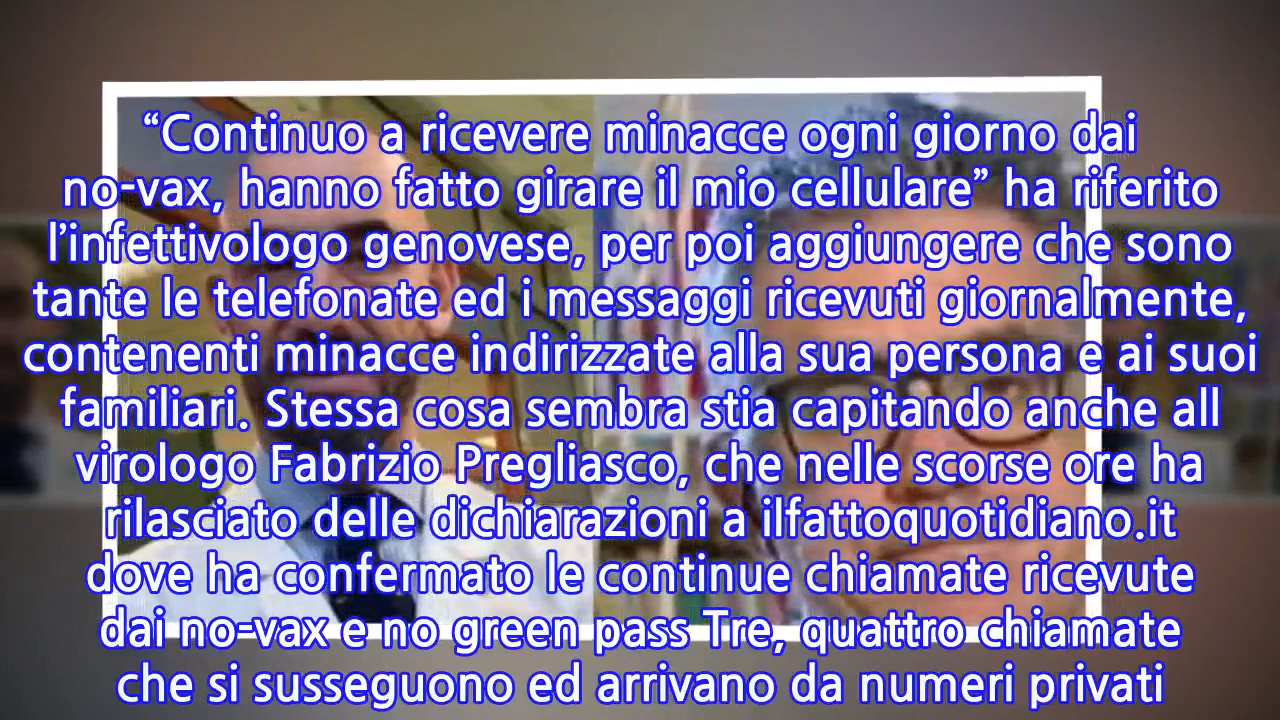 “Continuo a ricevere minacce ogni giorno dai
no-vax, hanno fatto girare il mio cellulare” ha riferito
l’infettivologo genovese, per poi aggiungere che sono
tante le telefonate ed i messaggi ricevuti giornalmente,
contenenti minacce indirizzate alla sua persona e ai suoi
familiari. Stessa cosa sembra stia capitando anche all
virologo Fabrizio Pregliasco, che nelle scorse ore ha
rilasciato delle dichiarazioni a ilfattoquotidiano.it
dove ha confermato le continue chiamate ricevute
dai no-vax e no green pass Tre, quattro chiamate
che si susseguono ed arrivano da numeri privati